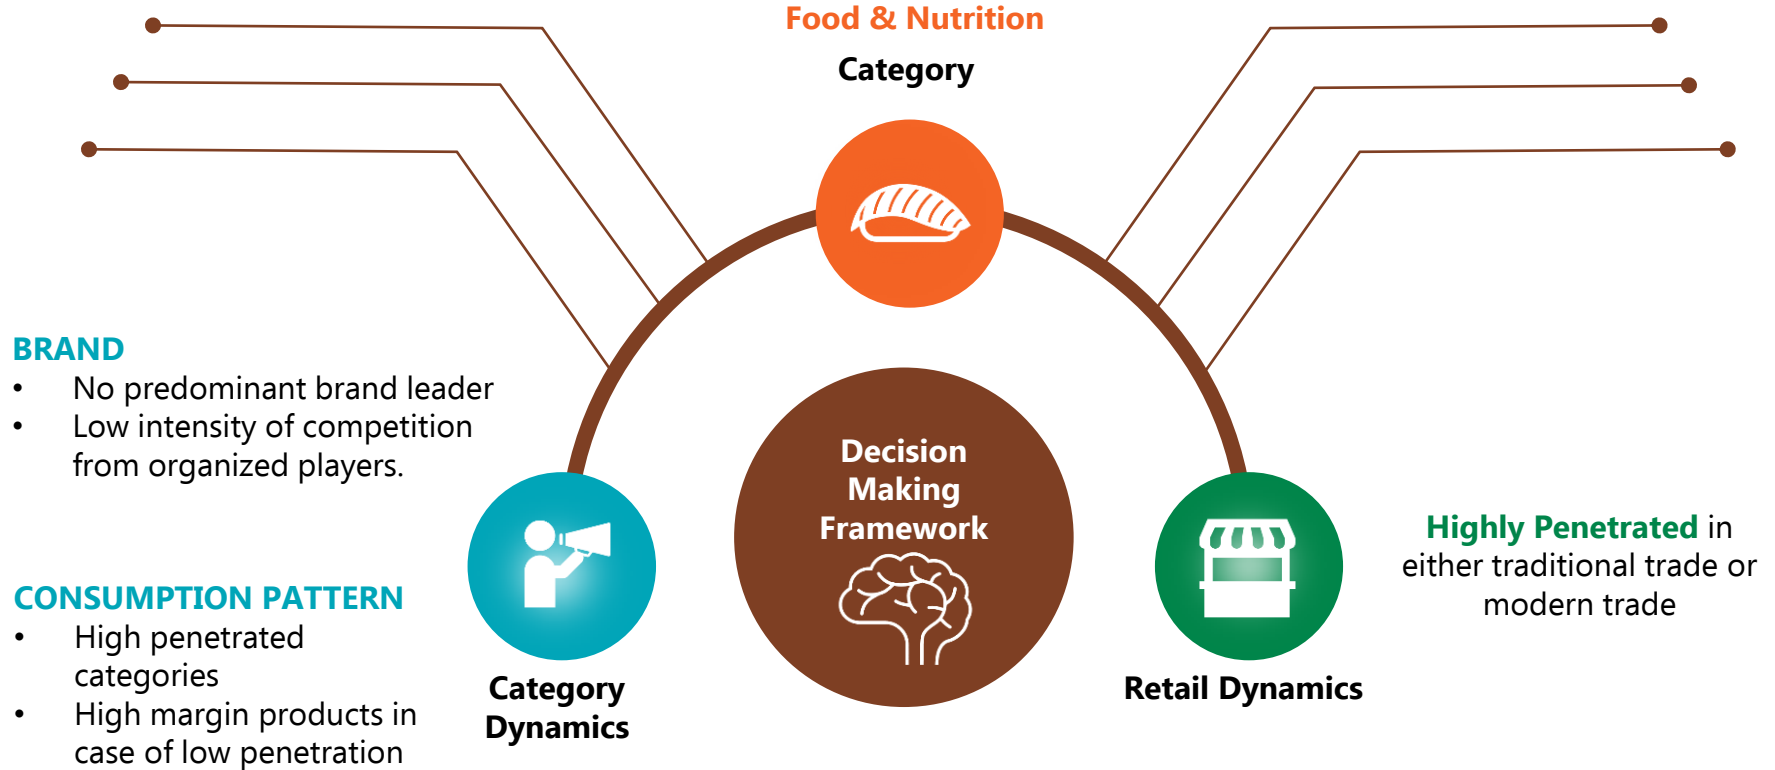 Food & Nutrition
Category
BRAND
• No predominant brand leader
• Low intensity of competition
from organized players.
CONSUMPTION PATTERN
• High penetrated
categories
• High margin products in
case of low penetration
Category
Dynamics
Decision
Making
Framework
Retail Dynamics
Highly Penetrated in
either traditional trade or
modern trade